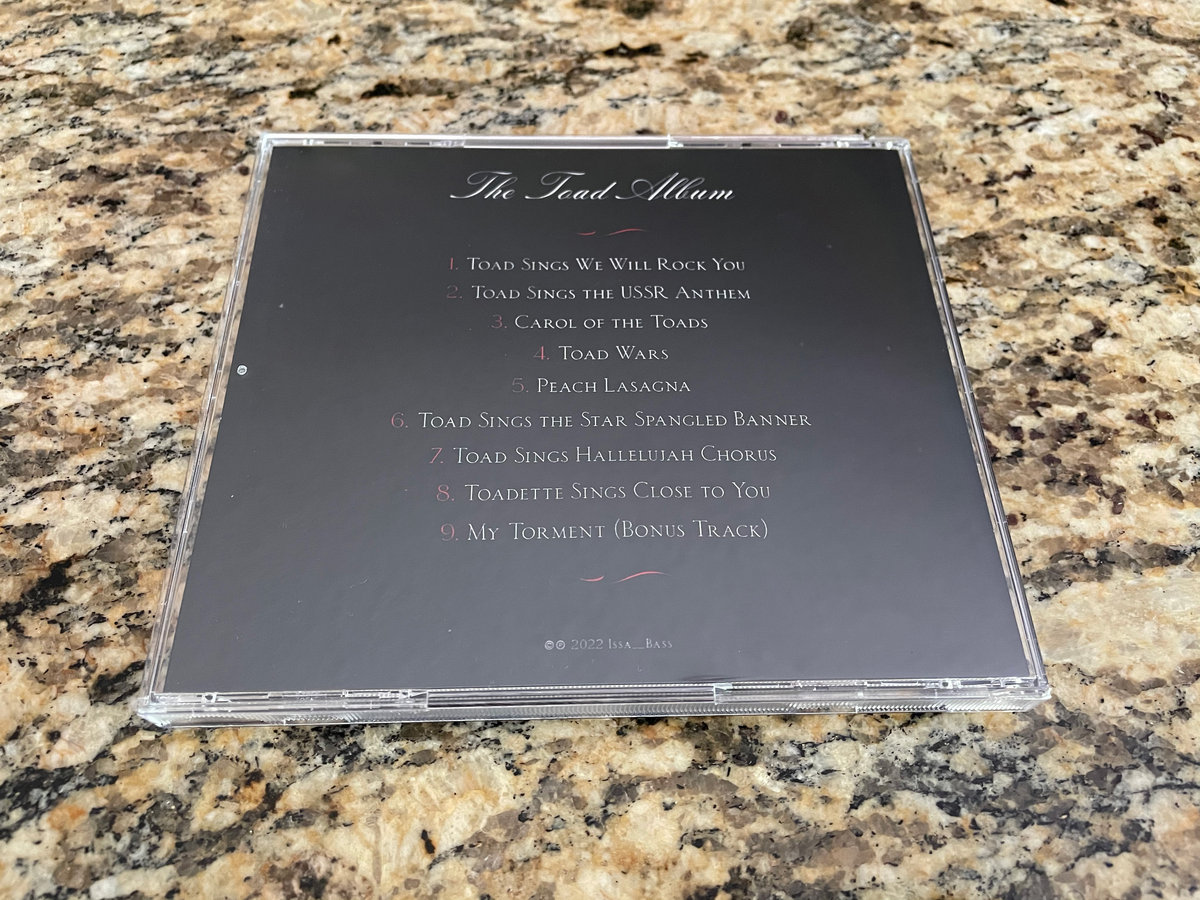 The Toad Album
1. Toad Sings We Will Rock You
2. Toad Sings the USSR Anthem
3. Carol of the Toads
4. Toad Wars
5. Peach Lasagna
6. Toad Sings the Star Spangled Banner
7. Toad Sings Hallelujah Chorus
8. Toadette Sings Close to You
9. My Torment (Bonus Track)
©℗ 2022 Issa__Bass